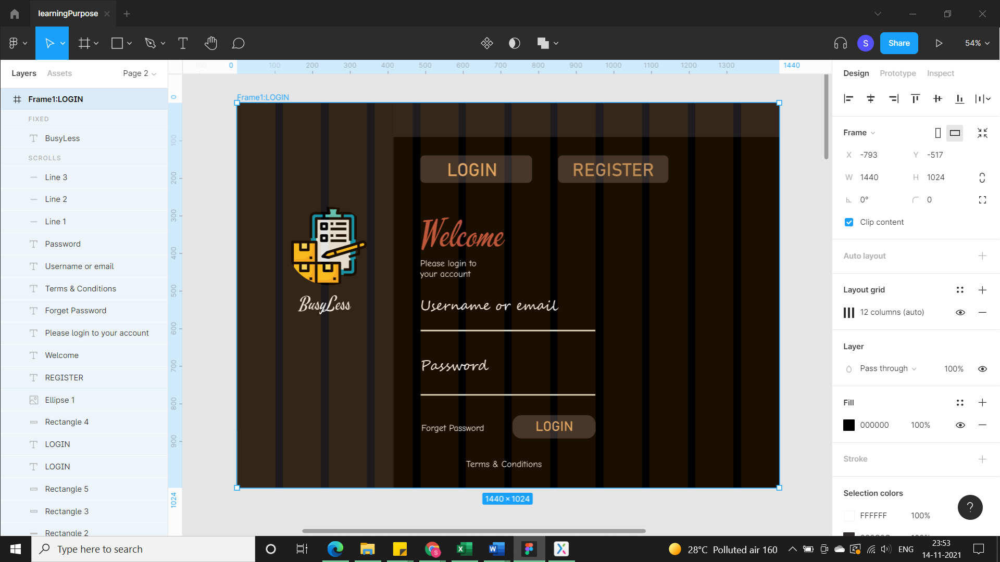 learningPurpose
S
Share
54%
Layers
Assets
Page 2
-100
0
100
200
300
400
500
600
700
800
900
1000
1100
1200
1300
1440
Design
Prototype
Inspect
Frame1:LOGIN
FIXED
BusyLess
SCROLLS
Line 3
Line 2
Line 1
Password
Username or email
Terms & Conditions
Forget Password
Please login to your account
Welcome
REGISTER
Ellipse 1
Rectangle 4
LOGIN
LOGIN
Rectangle 5
Rectangle 3
Rectangle 2
0
100
200
300
400
500
600
700
800
900
1024
Frame1:LOGIN
LOGIN
REGISTER
Welcome
Please login to
your account
BusyLess
Username or email
Password
Forget Password
LOGIN
Terms & Conditions
1440 × 1024
Frame
X -793
Y -517
W 1440
H 1024
0°
0
Clip content
Auto layout
Layout grid
12 columns (auto)
Layer
Pass through
100%
Fill
000000
100%
Stroke
Selection colors
FFFFFF
100%
?
Type here to search
28°C Polluted air 160
ENG
23:53
14-11-2021